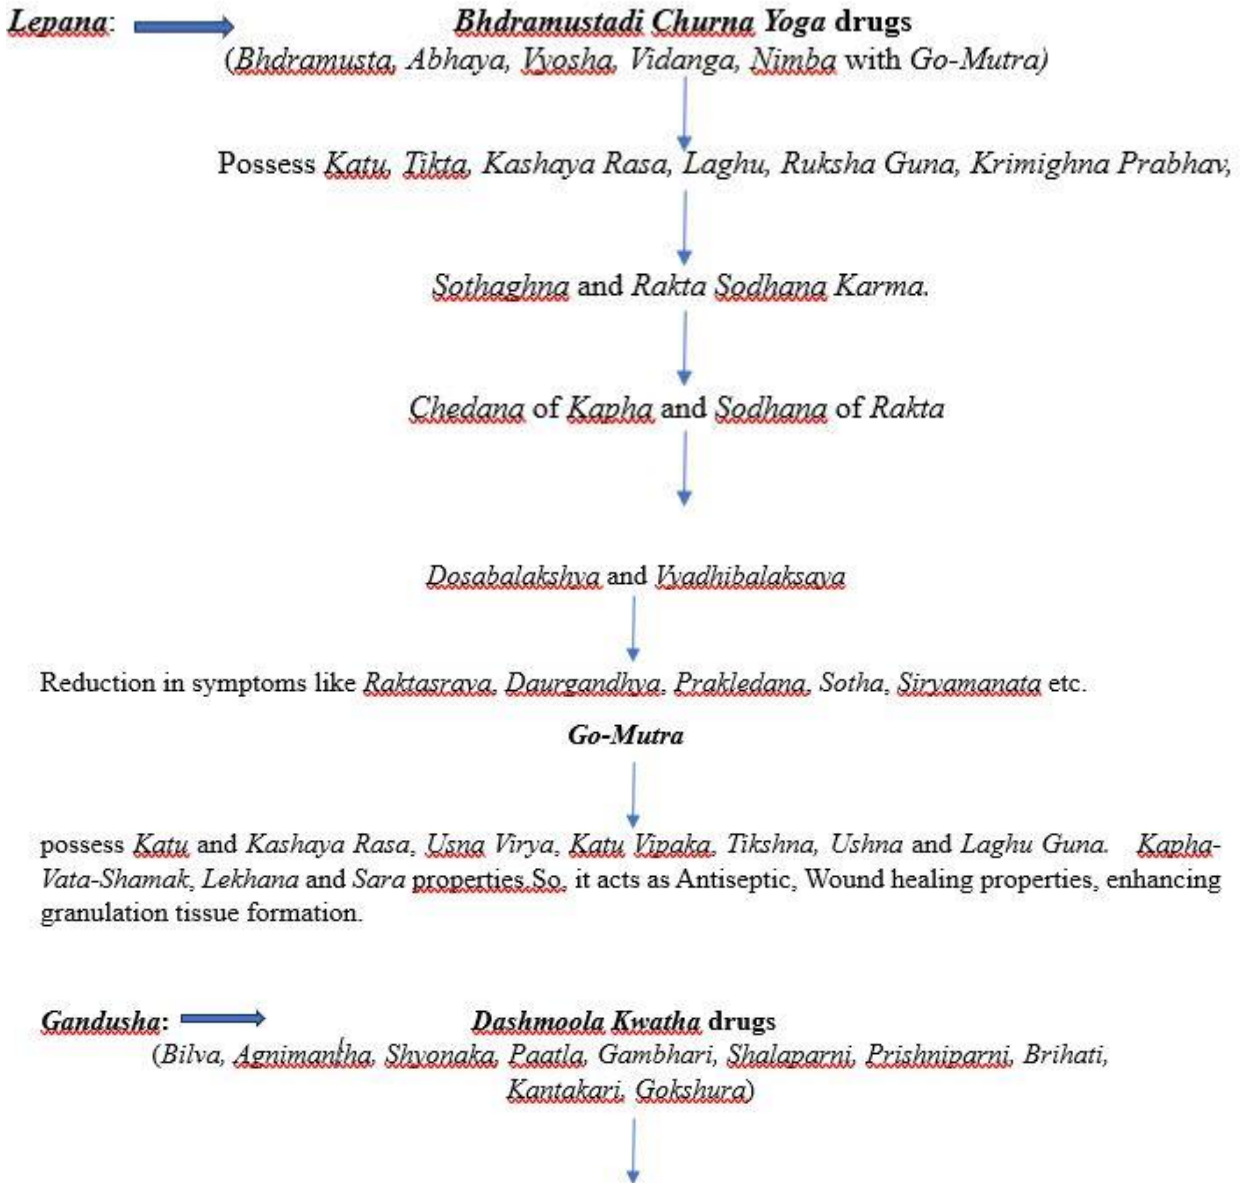 Lepana: Bhdramustadi Churna Yoga drugs
(Bhdramusta, Abhaya, Vyosha, Vidanga, Nimba with Go-Mutra)
Possess Katu, Tikta, Kashaya Rasa, Laghu, Ruksha Guna, Krimighna Prabhav,
Sothaghna and Rakta Sodhana Karma.
Chedana of Kapha and Sodhana of Rakta
Dosabalakshya and Vyadhibalaksaya
Reduction in symptoms like Raktasrava, Daurgandhya, Prakledana, Sotha, Siryamanata etc.
Go-Mutra
possess Katu and Kashaya Rasa, Usna Virya, Katu Vipaka, Tikshna, Ushna and Laghu Guna. Kapha-
Vata-Shamak, Lekhana and Sara properties.So, it acts as Antiseptic, Wound healing properties, enhancing
granulation tissue formation.
Gandusha: Dashmoola Kwatha drugs
(Bilva, Agnimantha, Shyonaka, Paatla, Gambhari, Shalaparni, Prishniparni, Brihati,
Kantakari, Gokshura)